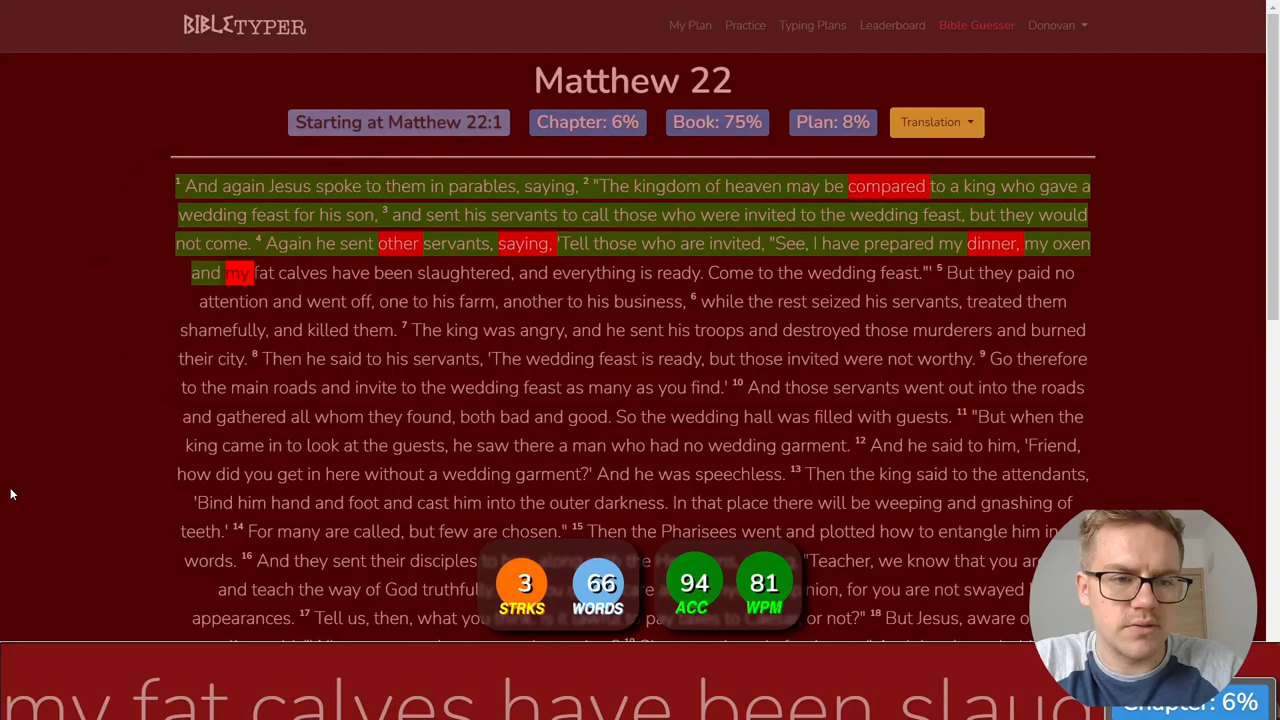 BIBLETYPER
My Plan Practice Typing Plans Leaderboard Bible Guesser Donovan
Matthew 22
Starting at Matthew 22:1 Chapter: 6% Book: 75% Plan: 8% Translation
1 And again Jesus spoke to them in parables, saying, 2 "The kingdom of heaven may be compared to a king who gave a
wedding feast for his son, 3 and sent his servants to call those who were invited to the wedding feast, but they would
not come. 4 Again he sent other servants, saying, 'Tell those who are invited, "See, I have prepared my dinner, my oxen
and my fat calves have been slaughtered, and everything is ready. Come to the wedding feast."' 5 But they paid no
attention and went off, one to his farm, another to his business, 6 while the rest seized his servants, treated them
shamefully, and killed them. 7 The king was angry, and he sent his troops and destroyed those murderers and burned
their city. 8 Then he said to his servants, 'The wedding feast is ready, but those invited were not worthy. 9 Go therefore
to the main roads and invite to the wedding feast as many as you find.' 10 And those servants went out into the roads
and gathered all whom they found, both bad and good. So the wedding hall was filled with guests. 11 "But when the
king came in to look at the guests, he saw there a man who had no wedding garment. 12 And he said to him, 'Friend,
how did you get in here without a wedding garment?' And he was speechless. 13 Then the king said to the attendants,
'Bind him hand and foot and cast him into the outer darkness. In that place there will be weeping and gnashing of
teeth.' 14 For many are called, but few are chosen." 15 Then the Pharisees went and plotted how to entangle him in
words. 16 And they sent their disciples "Teacher, we know that you
and teach the way of God for you are not swayed
appearances. 17 Tell us, then, what you or not?" 18 But Jesus, aware
3 66 94 81
STRKS WORDS ACC WPM
my fat calves have been slaug
Chapter: 6%